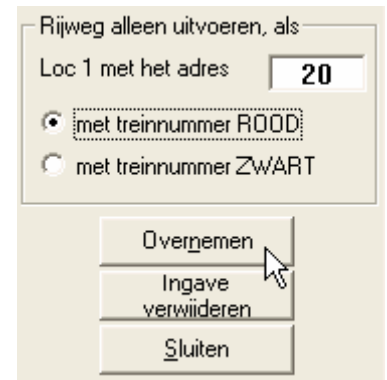 Rijweg alleen uitvoeren, als
Loc 1 met het adres 20
met treinnummer ROOD
met treinnummer ZWART
Overnemen
Ingave
verwijderen
Sluiten